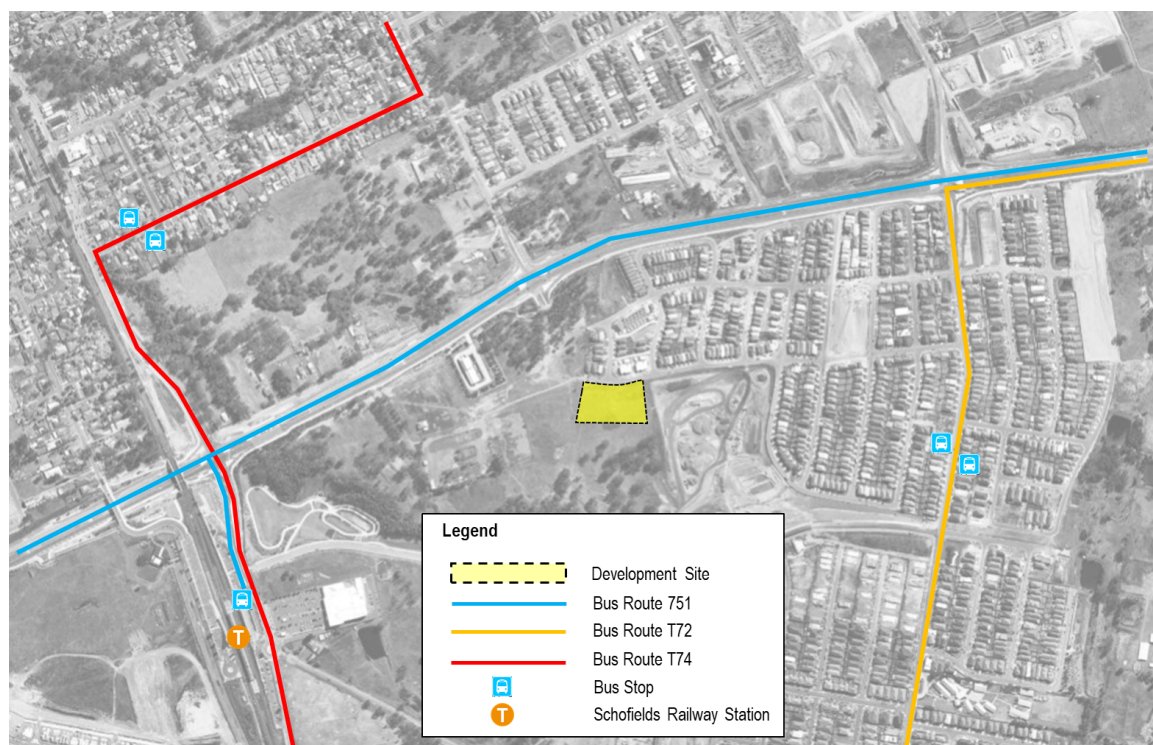 T
Legend
Development Site
Bus Route 751
Bus Route T72
Bus Route T74
Bus Stop
T
Schofields Railway Station